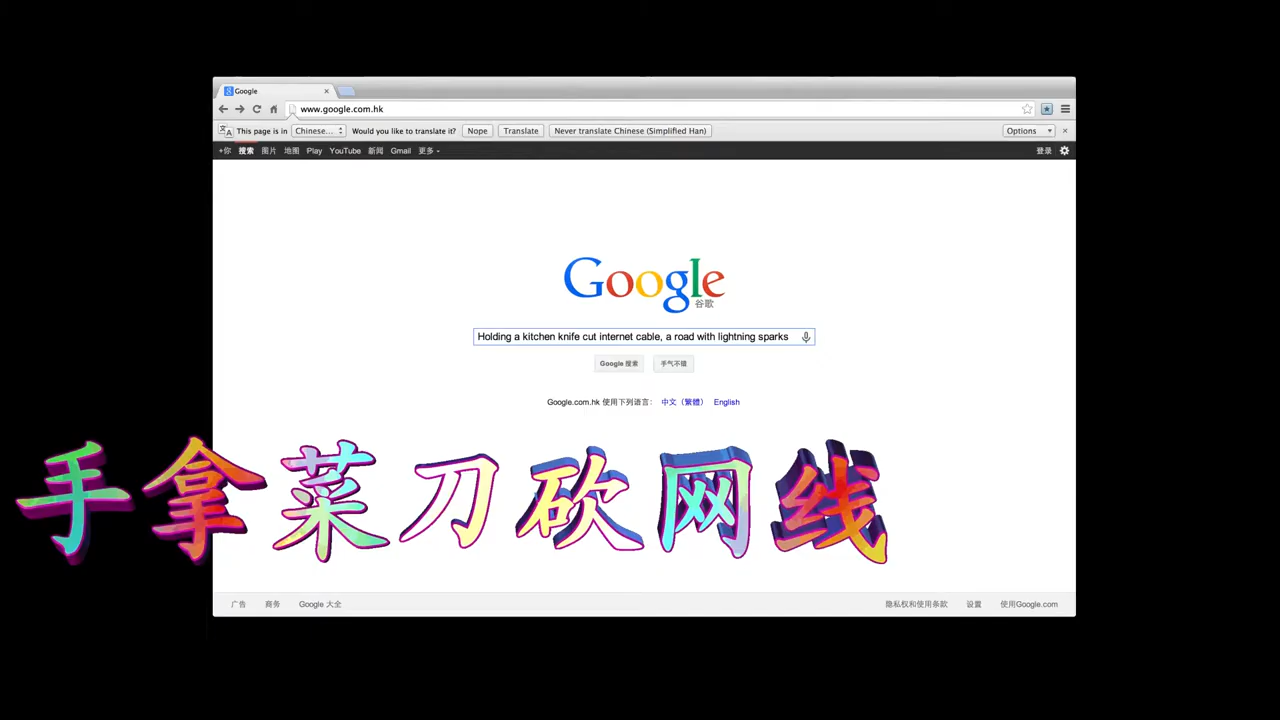 Google
www.google.com.hk
This page is in Chinese... Would you like to translate it? Nope Translate Never translate Chinese (Simplified Han) Options
+你 搜索 图片 地图 Play YouTube 新闻 Gmail 更多 登录
Google
谷歌
Holding a kitchen knife cut internet cable, a road with lightning sparks
Google 搜索 手气不错
Google.com.hk 使用下列语言: 中文（繁體） English
手拿菜刀砍网线
广告 商务 Google 大全 隐私权和使用条款 设置 使用Google.com